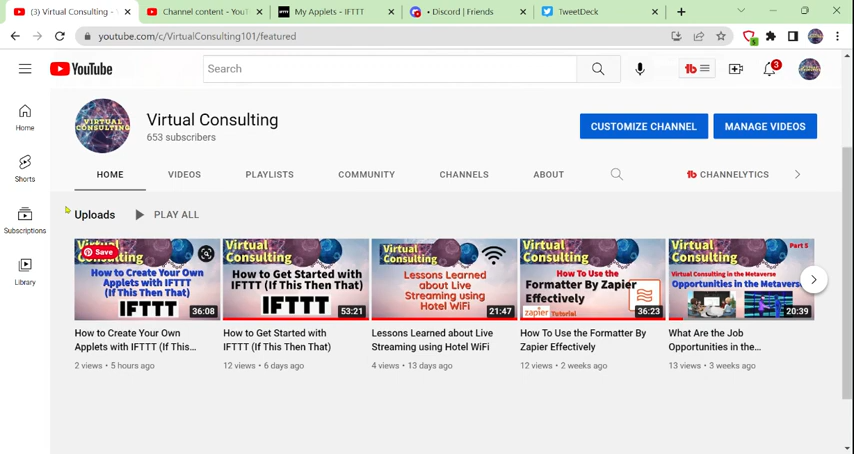 (3) Virtual Consulting -
Channel content - YouT
My Applets - IFTTT
• Discord | Friends
TweetDeck
youtube.com/c/VirtualConsulting101/featured
5
YouTube
Search
tb
3
Home
Shorts
Subscriptions
Library
VIRTUAL
CONSULTING
Virtual Consulting
653 subscribers
CUSTOMIZE CHANNEL
MANAGE VIDEOS
HOME
VIDEOS
PLAYLISTS
COMMUNITY
CHANNELS
ABOUT
tb CHANNELYTICS
Uploads
PLAY ALL
Save
Virtual
Consulting
How to Create Your Own
Applets with IFTTT
(If This Then That)
IFTTT
36:08
How to Create Your Own
Applets with IFTTT (If This...
2 views • 5 hours ago
Virtual
Consulting
How to Get Started with
IFTTT (If This Then That)
IFTTT
53:21
How to Get Started with
IFTTT (If This Then That)
12 views • 6 days ago
Virtual
Consulting
Lessons Learned
about Live
Streaming using
Hotel WiFi
21:47
Lessons Learned about Live
Streaming using Hotel WiFi
4 views • 13 days ago
Virtual
Consulting
How To Use the
Formatter By Zapier
Effectively
zapier Tutorial
36:23
How To Use the Formatter By
Zapier Effectively
12 views • 2 weeks ago
Virtual
Consulting
Part 5
Virtual Consulting in the Metaverse
Opportunities in the Metaverse
20:39
What Are the Job
Opportunities in the...
13 views • 3 weeks ago